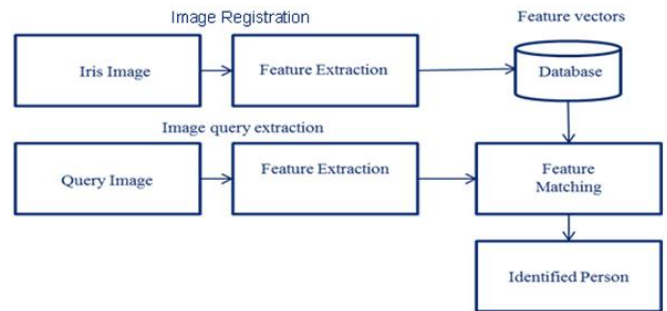 Image Registration
Feature vectors
Iris Image
Feature Extraction
Database
Image query extraction
Query Image
Feature Extraction
Feature
Matching
Identified Person